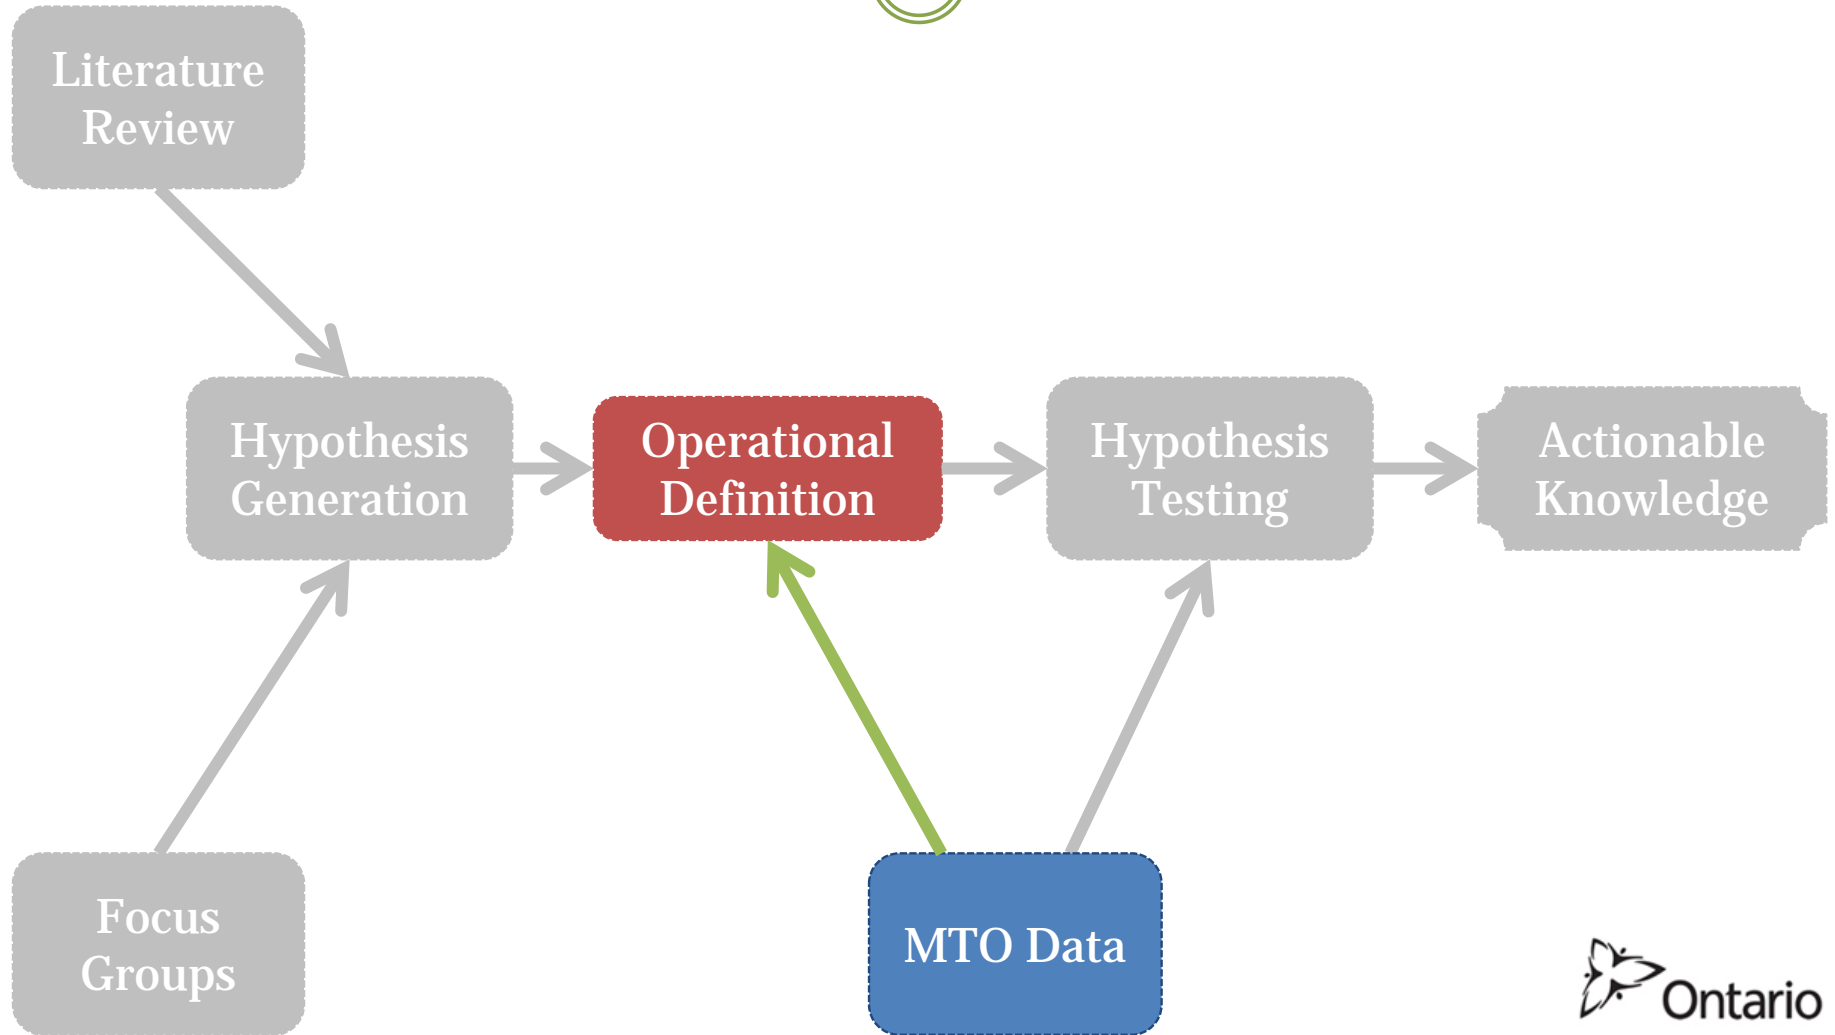 Literature
Review
Hypothesis
Generation
Operational
Definition
Hypothesis
Testing
Actionable
Knowledge
Focus
Groups
MTO Data
Ontario